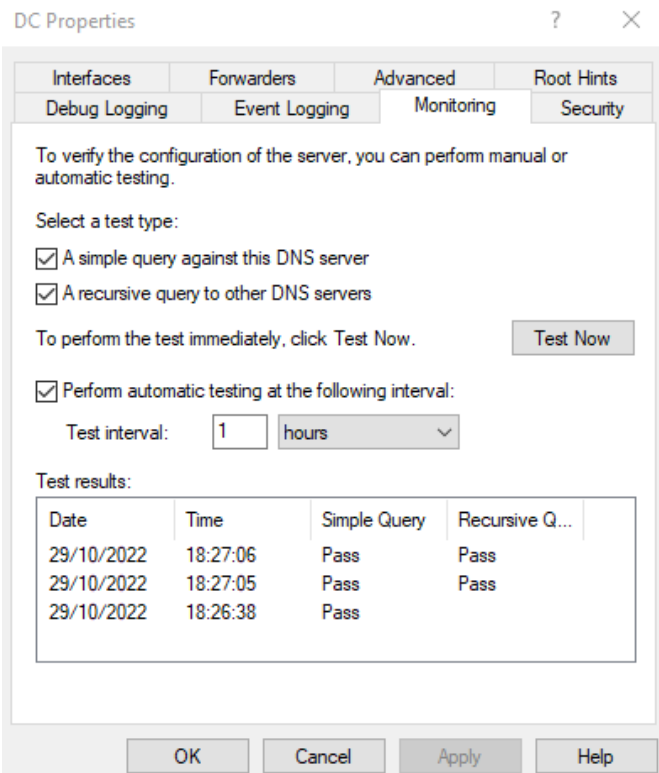 DC Properties
?
Interfaces Forwarders Advanced Root Hints
Debug Logging Event Logging Monitoring Security
To verify the configuration of the server, you can perform manual or
automatic testing.
Select a test type:
A simple query against this DNS server
A recursive query to other DNS servers
To perform the test immediately, click Test Now. Test Now
Perform automatic testing at the following interval:
Test interval: 1 hours
Test results:
Date Time Simple Query Recursive Q...
29/10/2022 18:27:06 Pass Pass
29/10/2022 18:27:05 Pass Pass
29/10/2022 18:26:38 Pass
OK Cancel Apply Help